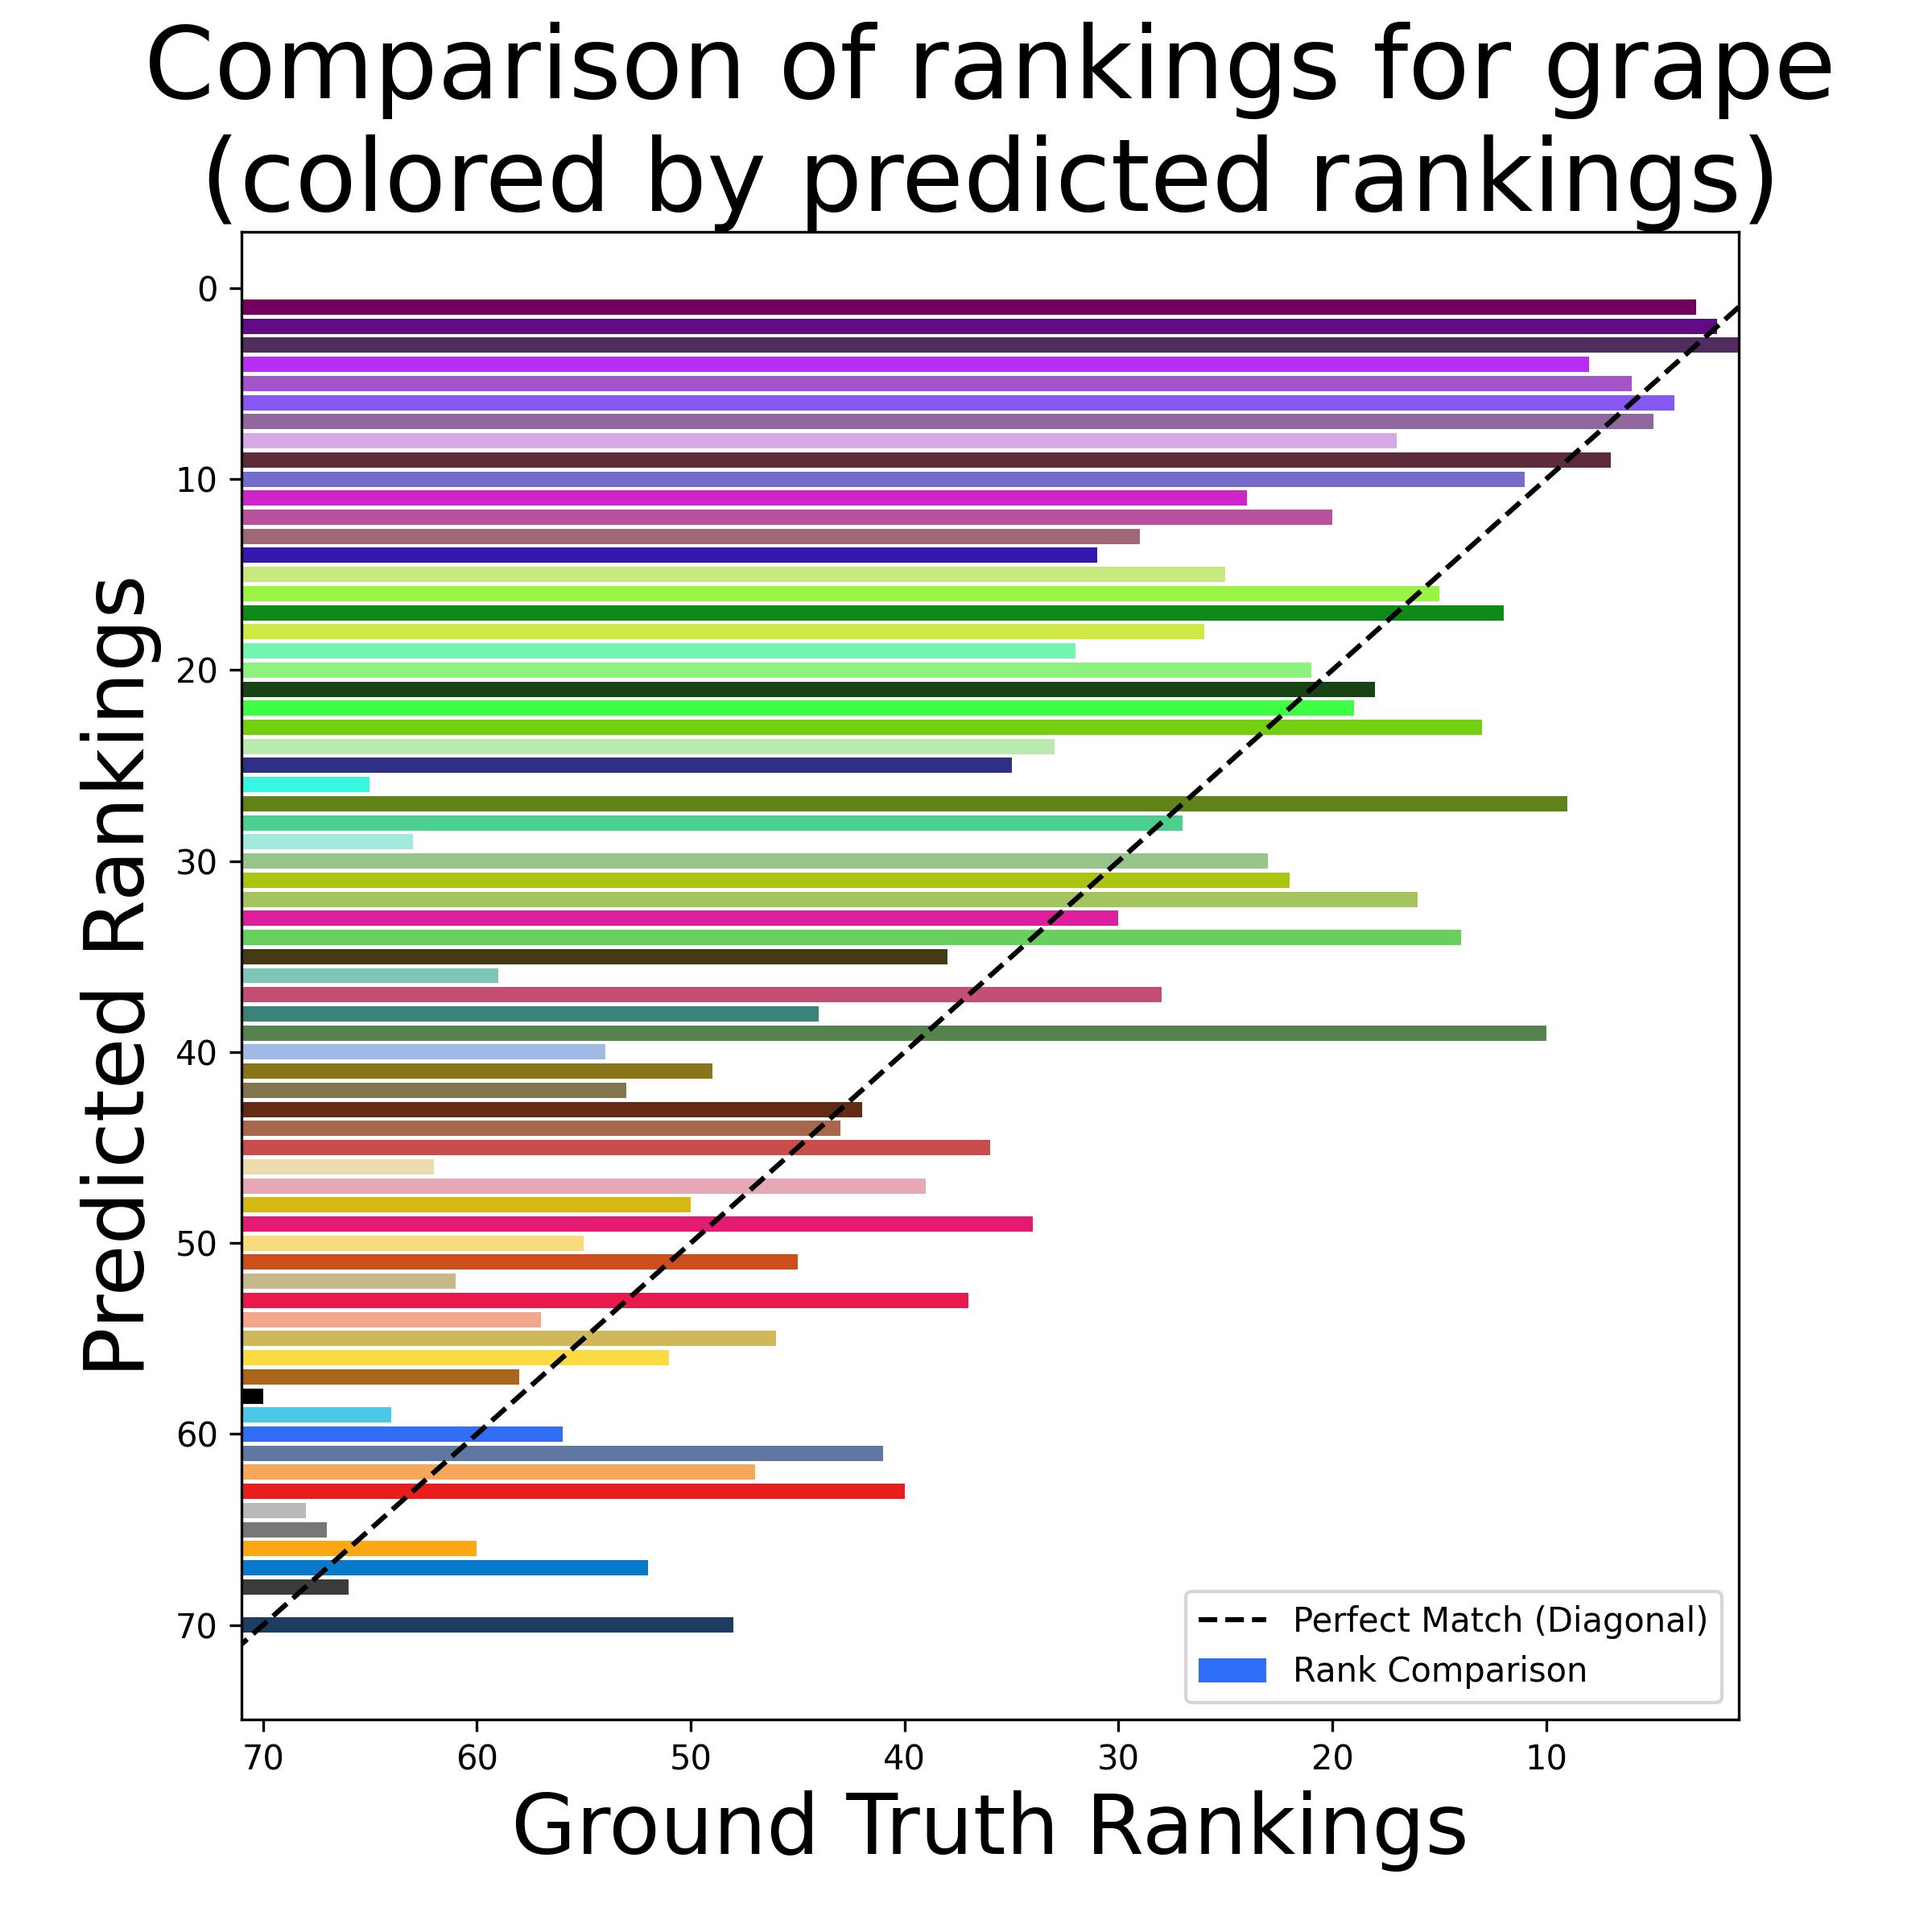 Comparison of rankings for grape
(colored by predicted rankings)
Predicted Rankings
0
10
20
30
40
50
60
70
Perfect Match (Diagonal)
Rank Comparison
70 60 50 40 30 20 10
Ground Truth Rankings